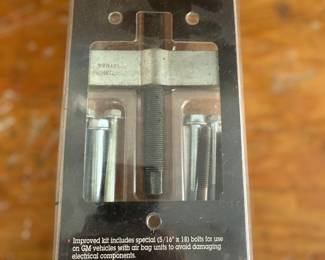 • Improved kit includes special (5/16" x 18) bolts for use
on GM vehicles with air bag units to avoid damaging
electrical components.